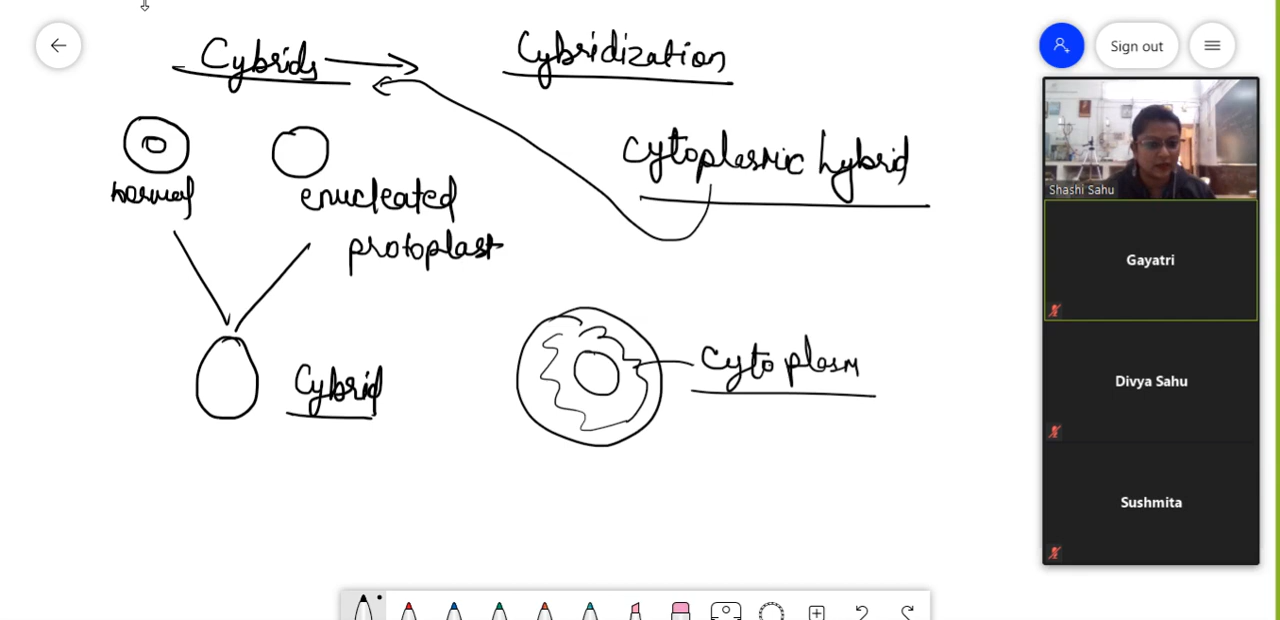 Cybrids
Cybridization
Cytoplasmic hybrid
normal
enucleated
protoplast
Cybrid
Cytoplasm
Sign out
Shashi Sahu
Gayatri
Divya Sahu
Sushmita